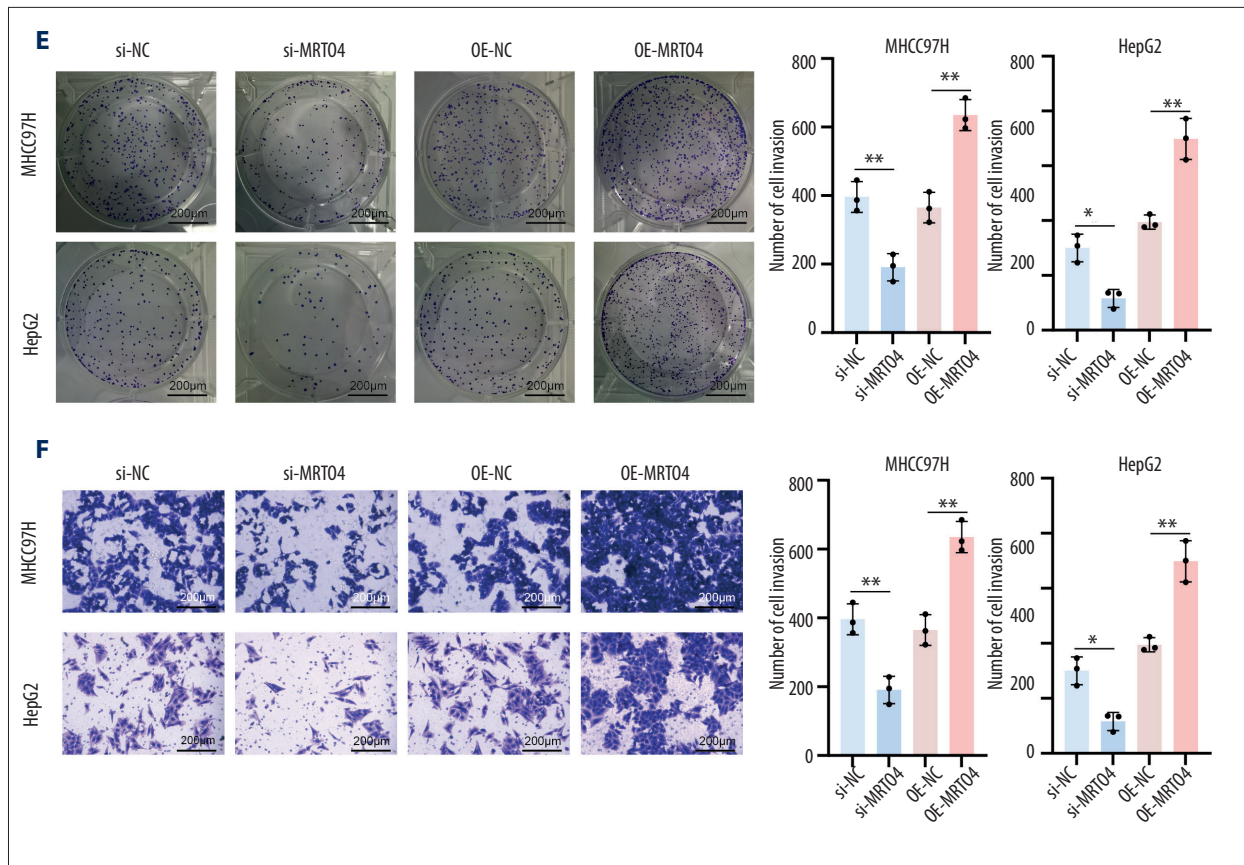 E
si-NC si-MRTO4 OE-NC OE-MRTO4
MHCC97H
200μm 200μm 200μm 200μm
HepG2
200μm 200μm 200μm 200μm
MHCC97H
Number of cell invasion
800
600
400
200
0
** **
si-NC si-MRTO4 OE-NC OE-MRTO4
HepG2
Number of cell invasion
800
600
400
200
0
* **
si-NC si-MRTO4 OE-NC OE-MRTO4
F
si-NC si-MRTO4 OE-NC OE-MRTO4
MHCC97H
200μm 200μm 200μm 200μm
HepG2
200μm 200μm 200μm 200μm
MHCC97H
Number of cell invasion
800
600
400
200
0
** **
si-NC si-MRTO4 OE-NC OE-MRTO4
HepG2
Number of cell invasion
800
600
400
200
0
* **
si-NC si-MRTO4 OE-NC OE-MRTO4